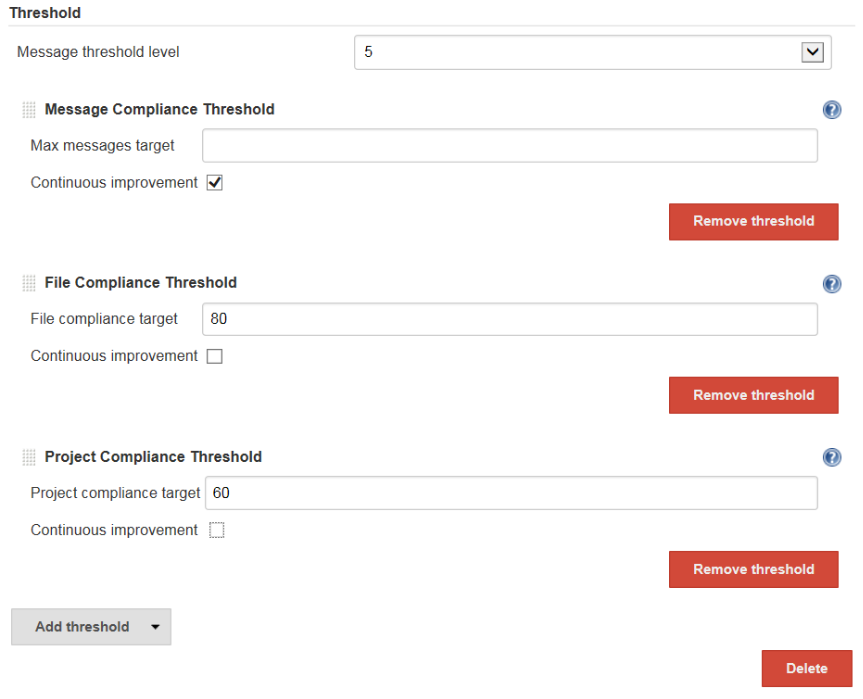 Threshold
Message threshold level 5
Message Compliance Threshold ?
Max messages target
Continuous improvement
Remove threshold
File Compliance Threshold ?
File compliance target 80
Continuous improvement
Remove threshold
Project Compliance Threshold ?
Project compliance target 60
Continuous improvement
Remove threshold
Add threshold
Delete